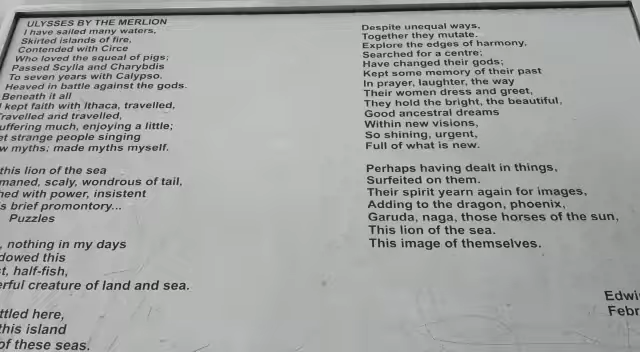 ULYSSES BY THE MERLION
I have sailed many waters,
Skirted islands of fire,
Contended with Circe
Who loved the squeal of pigs;
Passed Scylla and Charybdis
To seven years with Calypso.
Heaved in battle against the gods.
Beneath it all
I kept faith with Ithaca, travelled,
Travelled and travelled,
uffering much, enjoying a little;
et strange people singing
w myths; made myths myself.
this lion of the sea
maned, scaly, wondrous of tail,
hed with power, insistent
s brief promontory...
Puzzles
, nothing in my days
dowed this
t, half-fish,
erful creature of land and sea.
ttled here,
this island
of these seas.
Despite unequal ways,
Together they mutate,
Explore the edges of harmony,
Searched for a centre;
Have changed their gods;
Kept some memory of their past
In prayer, laughter, the way
Their women dress and greet,
They hold the bright, the beautiful,
Good ancestral dreams
Within new visions,
So shining, urgent,
Full of what is new.
Perhaps having dealt in things,
Surfeited on them.
Their spirit yearn again for images,
Adding to the dragon, phoenix,
Garuda, naga, those horses of the sun,
This lion of the sea.
This image of themselves.
Edwi
Febr